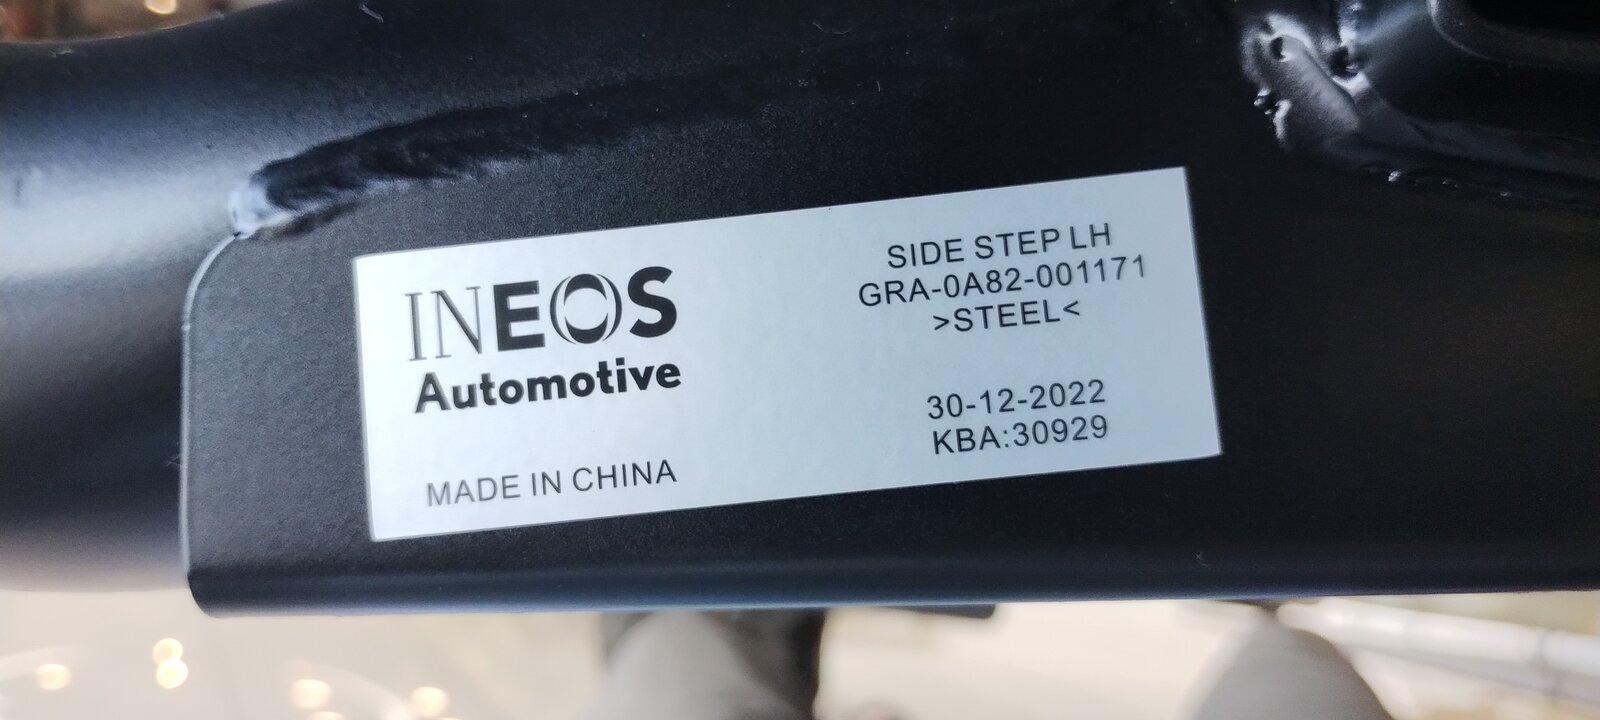 INEOS
Automotive
MADE IN CHINA
SIDE STEP LH
GRA-0A82-001171
>STEEL<
30-12-2022
KBA:30929